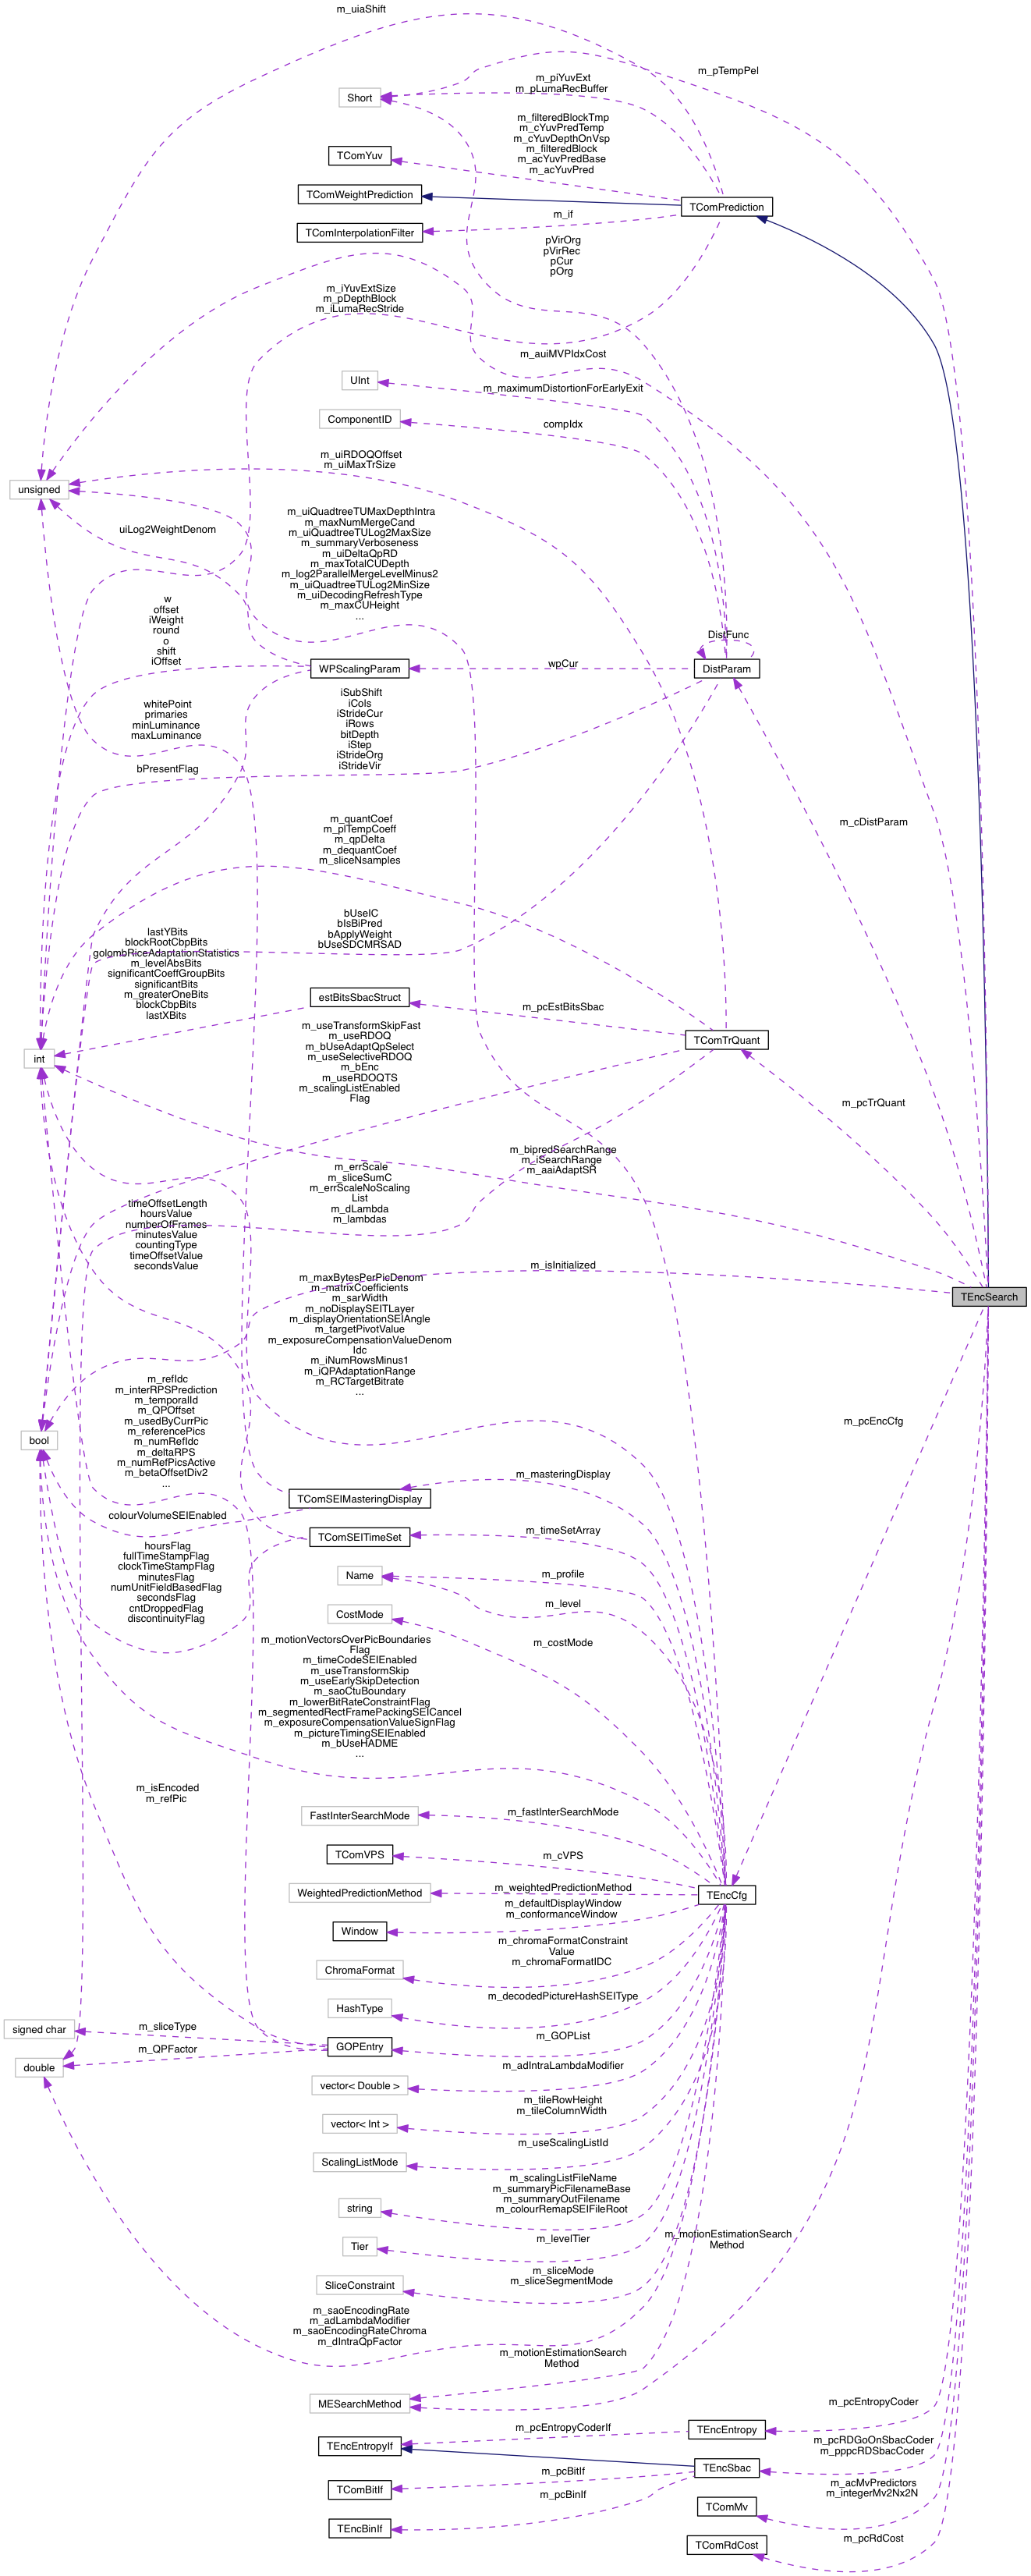 m_uiaShift
m_pTempPel
m_piYuvExt
m_pLumaRecBuffer
Short
m_filteredBlockTmp
m_cYuvPredTemp
m_cYuvDepthOnVsp
m_filteredBlock
m_acYuvPredBase
m_acYuvPred
TComYuv
TComWeightPrediction
TComPrediction
m_if
TComInterpolationFilter
pVirOrg
pVirRec
pCur
pOrg
m_iYuvExtSize
m_pDepthBlock
m_iLumaRecStride
m_auiMVPIdxCost
UInt
m_maximumDistortionForEarlyExit
ComponentID
compIdx
m_uiRDOQOffset
m_uiMaxTrSize
unsigned
uiLog2WeightDenom
m_uiQuadtreeTUMaxDepthIntra
m_maxNumMergeCand
m_uiQuadtreeTULog2MaxSize
m_summaryVerboseness
m_uiDeltaQpRD
m_maxTotalCUDepth
m_log2ParallelMergeLevelMinus2
m_uiQuadtreeTULog2MinSize
m_uiDecodingRefreshType
m_maxCUHeight
...
w
offset
iWeight
round
o
shift
iOffset
DistFunc
WPScalingParam
wpCur
DistParam
whitePoint
primaries
minLuminance
maxLuminance
iSubShift
iCols
iStrideCur
iRows
bitDepth
iStep
iStrideOrg
iStrideVir
bPresentFlag
m_quantCoef
m_plTempCoeff
m_qpDelta
m_dequantCoef
m_sliceNsamples
m_cDistParam
bUseIC
bIsBiPred
bApplyWeight
bUseSDCMRSAD
lastYBits
blockRootCbpBits
golombRiceAdaptationStatistics
m_levelAbsBits
significantCoeffGroupBits
significantBits
m_greaterOneBits
blockCbpBits
lastXBits
estBitsSbacStruct
m_pcEstBitsSbac
TComTrQuant
int
m_useTransformSkipFast
m_useRDOQ
m_bUseAdaptQpSelect
m_useSelectiveRDOQ
m_bEnc
m_useRDOQTS
m_scalingListEnabled
Flag
m_pcTrQuant
m_bipredSearchRange
m_iSearchRange
m_aaiAdaptSR
m_errScale
m_sliceSumC
m_errScaleNoScaling
List
m_dLambda
m_lambdas
timeOffsetLength
hoursValue
numberOfFrames
minutesValue
countingType
timeOffsetValue
secondsValue
m_isInitialized
TEncSearch
m_maxBytesPerPicDenom
m_matrixCoefficients
m_sarWidth
m_noDisplaySEITLayer
m_displayOrientationSEIAngle
m_targetPivotValue
m_exposureCompensationValueDenom
Idc
m_iNumRowsMinus1
m_iQPAdaptationRange
m_RCTargetBitrate
...
m_refIdc
m_interRPSPrediction
m_temporalId
m_QPOffset
m_usedByCurrPic
m_referencePics
m_numRefIdc
m_deltaRPS
m_numRefPicsActive
m_betaOffsetDiv2
...
bool
m_pcEncCfg
m_masteringDisplay
TComSEIMasteringDisplay
colourVolumeSEIEnabled
m_timeSetArray
TComSEITimeSet
hoursFlag
fullTimeStampFlag
clockTimeStampFlag
minutesFlag
numUnitFieldBasedFlag
secondsFlag
cntDroppedFlag
discontinuityFlag
Name
m_profile
m_level
CostMode
m_costMode
m_motionVectorsOverPicBoundaries
Flag
m_timeCodeSEIEnabled
m_useTransformSkip
m_useEarlySkipDetection
m_saoCtuBoundary
m_lowerBitRateConstraintFlag
m_segmentedRectFramePackingSEICancel
m_exposureCompensationValueSignFlag
m_pictureTimingSEIEnabled
m_bUseHADME
...
m_isEncoded
m_refPic
FastInterSearchMode
m_fastInterSearchMode
TComVPS
m_cVPS
WeightedPredictionMethod
m_weightedPredictionMethod
TEncCfg
Window
m_defaultDisplayWindow
m_conformanceWindow
ChromaFormat
m_chromaFormatConstraint
Value
m_chromaFormatIDC
HashType
m_decodedPictureHashSEIType
signed char
m_sliceType
GOPEntry
m_GOPList
double
m_QPFactor
vector< Double >
m_adIntraLambdaModifier
vector< Int >
m_tileRowHeight
m_tileColumnWidth
ScalingListMode
m_useScalingListId
string
m_scalingListFileName
m_summaryPicFilenameBase
m_summaryOutFilename
m_colourRemapSEIFileRoot
Tier
m_levelTier
m_motionEstimationSearch
Method
SliceConstraint
m_sliceMode
m_sliceSegmentMode
m_saoEncodingRate
m_adLambdaModifier
m_saoEncodingRateChroma
m_dIntraQpFactor
m_motionEstimationSearch
Method
MESearchMethod
m_pcEntropyCoder
TEncEntropy
m_pcEntropyCoderIf
TEncEntropyIf
m_pcRDGoOnSbacCoder
m_pppcRDSbacCoder
TEncSbac
m_pcBitIf
TComBitIf
m_acMvPredictors
m_integerMv2Nx2N
m_pcBinIf
TComMv
TEncBinIf
m_pcRdCost
TComRdCost